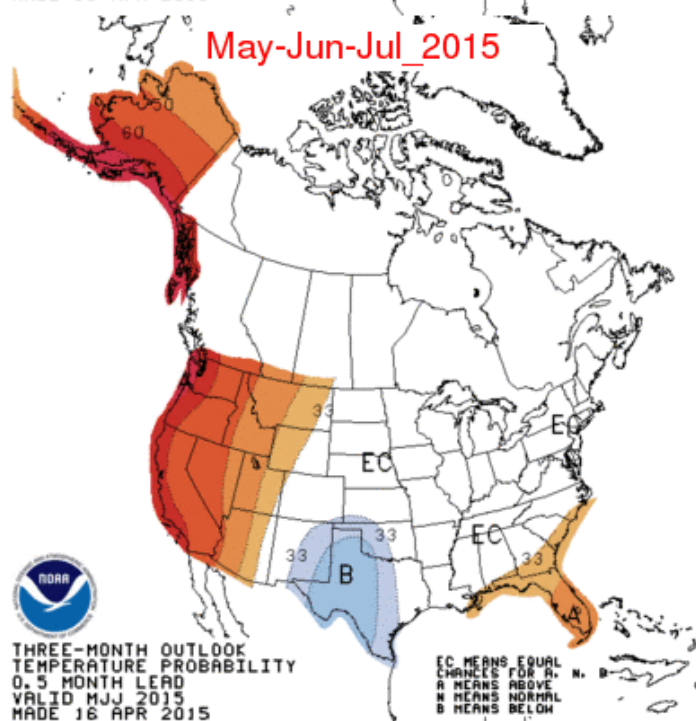 May-Jun-Jul_2015
50
60
33
EC
EC
EC
33
33
33
B
A
NOAA
THREE-MONTH OUTLOOK
TEMPERATURE PROBABILITY
0.5 MONTH LEAD
VALID MJJ 2015
MADE 16 APR 2015
EC MEANS EQUAL
CHANCES FOR A, N, B
A MEANS ABOVE
N MEANS NORMAL
B MEANS BELOW